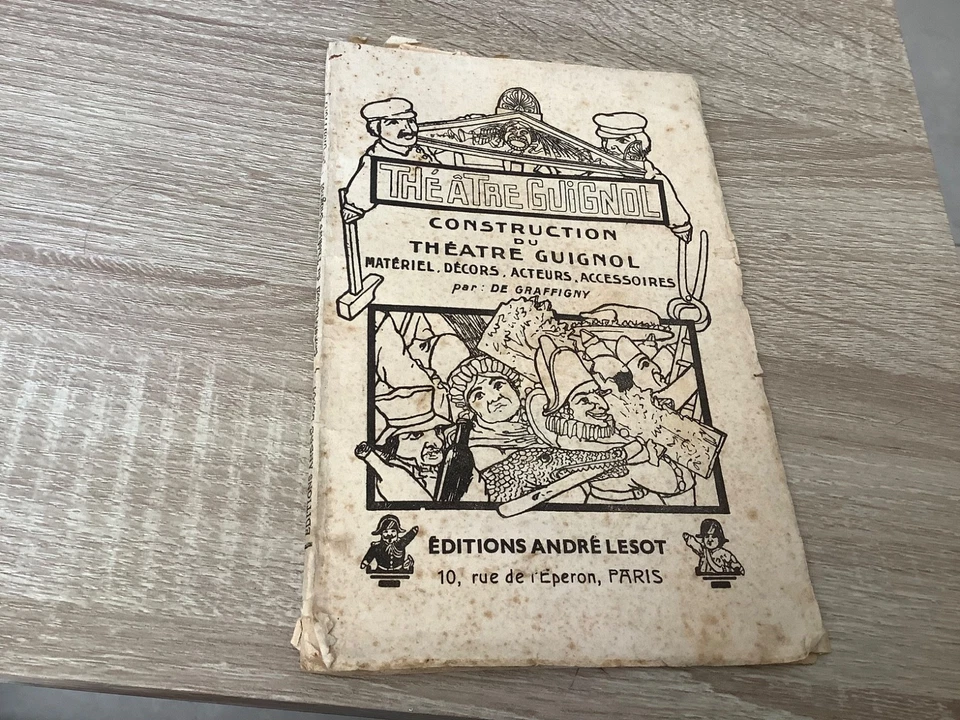 THÉÂTRE GUIGNOL
CONSTRUCTION
DU
THÉATRE GUIGNOL
MATÉRIEL, DÉCORS, ACTEURS, ACCESSOIRES
par: DE GRAFFIGNY
ÉDITIONS ANDRÉ LESOT
10, rue de l'Éperon, PARIS